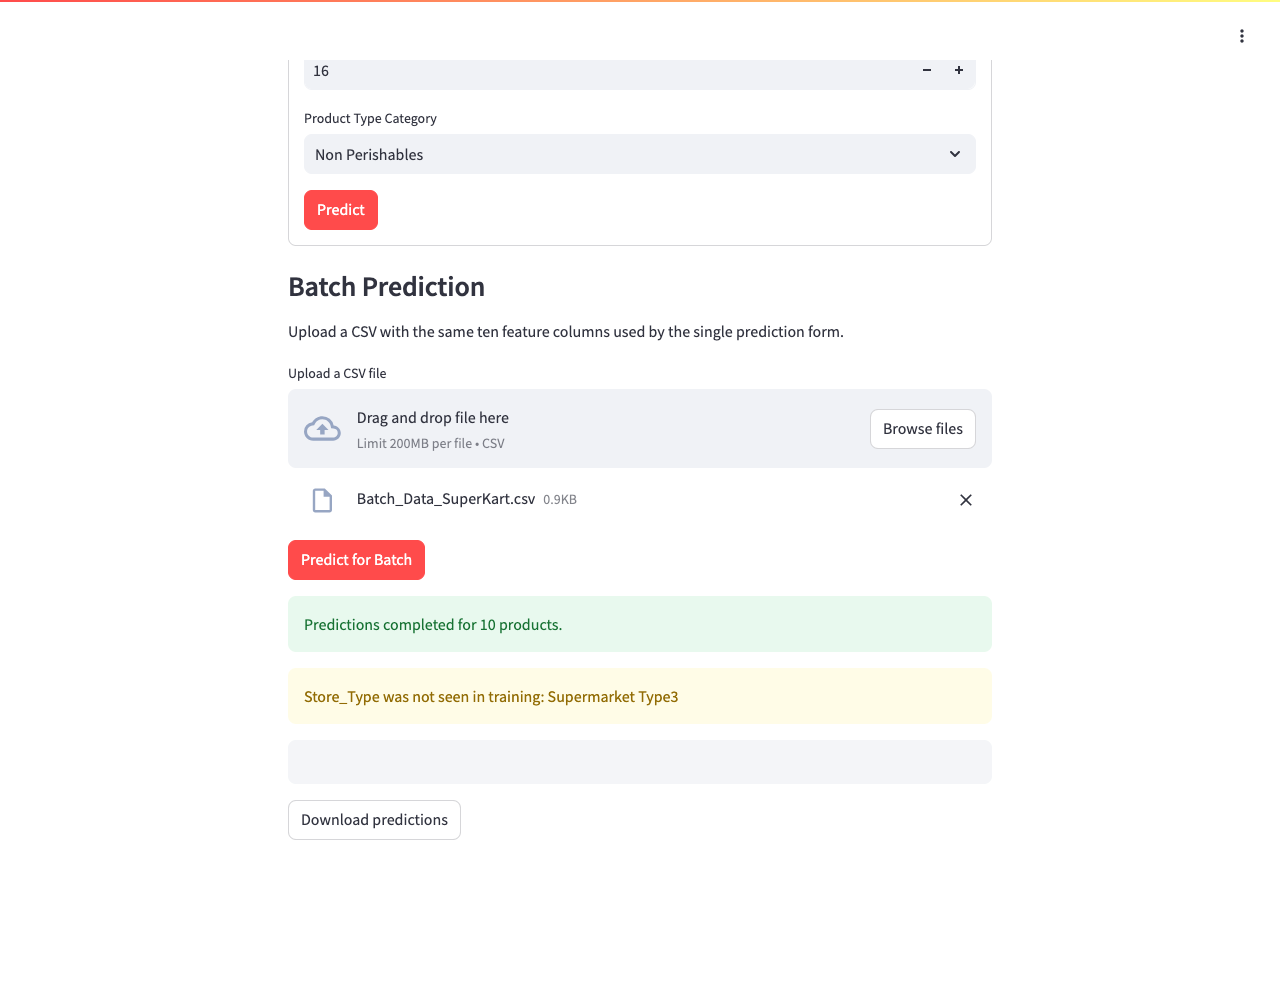 16
Product Type Category
Non Perishables
Predict
Batch Prediction
Upload a CSV with the same ten feature columns used by the single prediction form.
Upload a CSV file
Drag and drop file here
Limit 200MB per file • CSV
Browse files
Batch_Data_SuperKart.csv 0.9KB
Predict for Batch
Predictions completed for 10 products.
Store_Type was not seen in training: Supermarket Type3
Download predictions